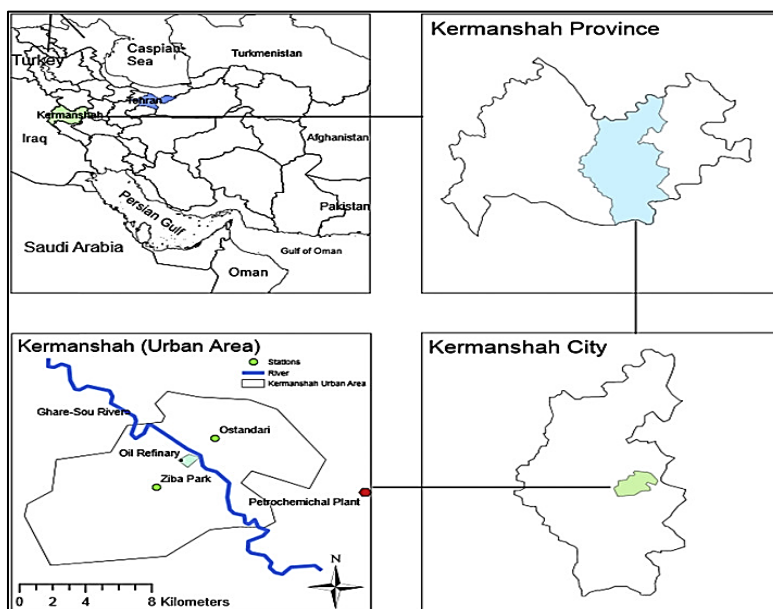 Turkey
Caspian
Sea
Turkmenistan
Tehran
Kermanshah
Iraq
Afghanistan
Pakistan
Persian Gulf
Saudi Arabia
Gulf of Oman
Oman
Kermanshah Province
Kermanshah (Urban Area)
Stations
River
Kermanshah Urban Area
Ghare-Sou Rivers
Ostandari
Oil Refinary
Ziba Park
Petrochemichal Plant
N
0 2 4 8 Kilometers
Kermanshah City